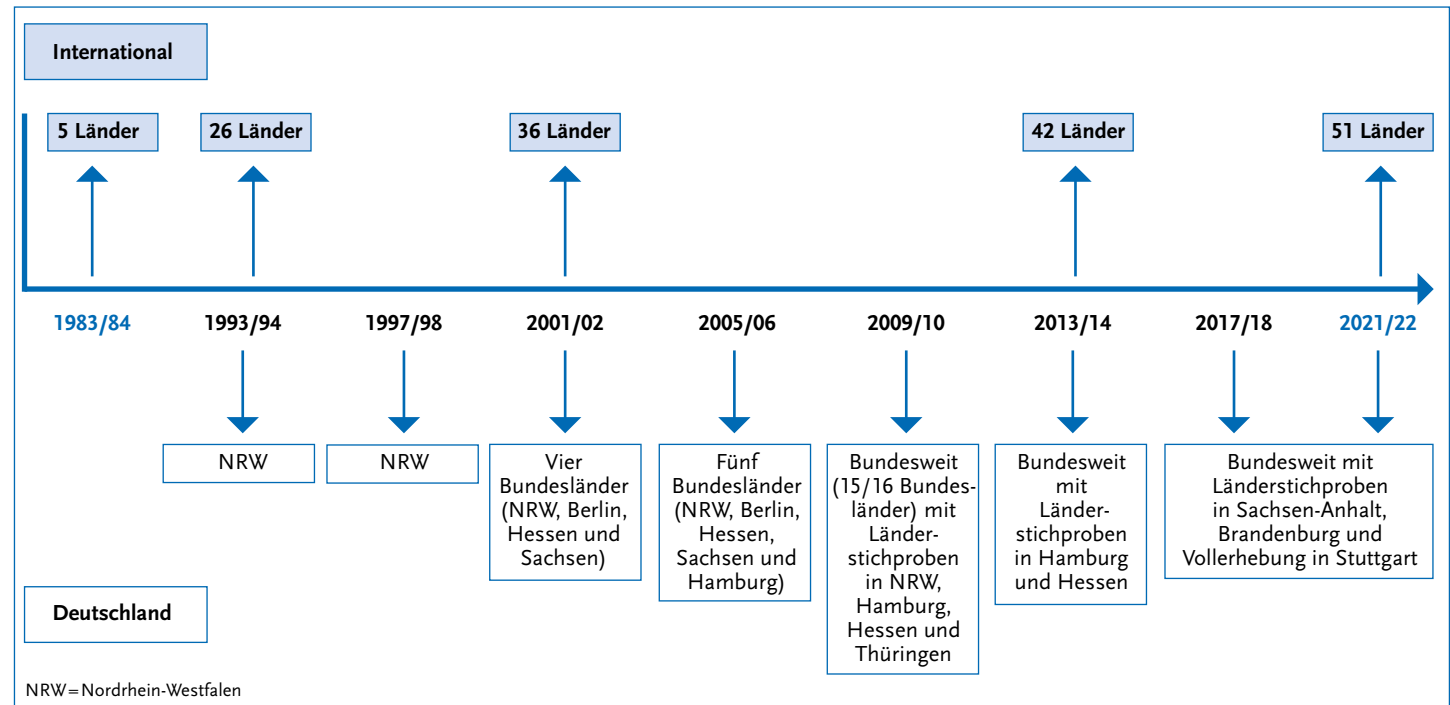 International
5 Länder
26 Länder
36 Länder
42 Länder
51 Länder
1983/84
1993/94
1997/98
2001/02
2005/06
2009/10
2013/14
2017/18
2021/22
NRW
NRW
Vier
Bundesländer
(NRW, Berlin,
Hessen und
Sachsen)
Fünf
Bundesländer
(NRW, Berlin,
Hessen,
Sachsen und
Hamburg)
Bundesweit
(15/16 Bundes-
länder) mit
Länder-
stichproben
in NRW,
Hamburg,
Hessen und
Thüringen
Bundesweit
mit
Länder-
stichproben
in Hamburg
und Hessen
Bundesweit mit
Länderstichproben
in Sachsen-Anhalt,
Brandenburg und
Vollerhebung in Stuttgart
Deutschland
NRW=Nordrhein-Westfalen